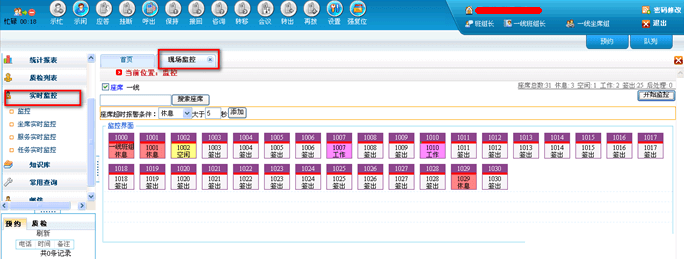 忙碌 00:10
示忙 示闲 应答 挂断 呼出 保持 接回 咨询 转移 会议 转出 再拨 设置 强复位
密码修改
班组长 一线班组长 一线坐席组 退出
预约 队列
统计报表
质检列表
实时监控
监控
坐席实时监控
服务实时监控
任务实时监控
知识库
常用查询
预约 质检
刷新
电话 时间 备注
共0条记录
首页 现场监控
当前位置: 监控
座席 一线
座席总数:31 休息: 3 空闲: 1 工作: 2 签出:25 后处理: 0
搜索座席 开始监控
座席超时报警条件: 休息 大于 5 秒 添加
监控界面
1000 1001 1002 1003 1004 1005 1006 1007 1008 1009 1010 1011 1012 1013 1014 1015 1016 1017
一线班组 1001 1002 1003 1004 1005 1006 1007 1008 1009 1010 1011 1012 1013 1014 1015 1016 1017
休息 休息 空闲 签出 签出 签出 签出 工作 签出 签出 工作 签出 签出 签出 签出 签出 签出 签出
1018 1019 1020 1021 1022 1023 1024 1025 1026 1027 1028 1029 1030
1018 1019 1020 1021 1022 1023 1024 1025 1026 1027 1028 1029 1030
签出 签出 签出 签出 签出 签出 签出 签出 签出 签出 签出 休息 签出